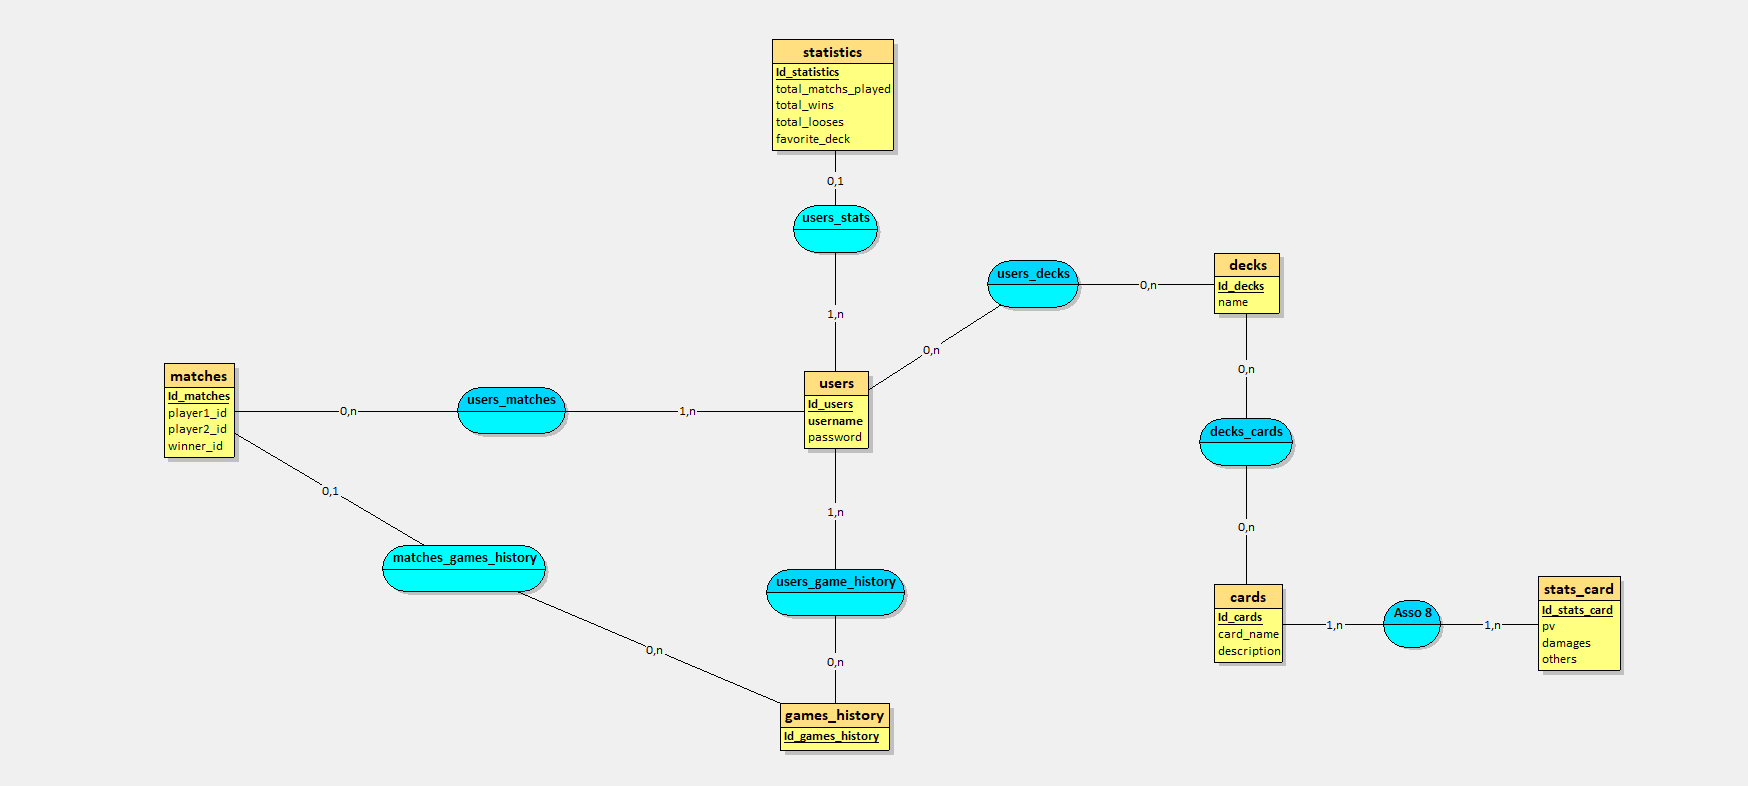 statistics
Id_statistics
total_matchs_played
total_wins
total_looses
favorite_deck
0,1
users_stats
1,n
users_decks
0,n
decks
Id_decks
name
0,n
0,n
matches
Id_matches
player1_id
player2_id
winner_id
0,n
users_matches
1,n
users
Id_users
username
password
decks_cards
0,n
0,1
matches_games_history
0,n
1,n
users_game_history
0,n
games_history
Id_games_history
cards
Id_cards
card_name
description
1,n
Asso 8
1,n
stats_card
Id_stats_card
pv
damages
others